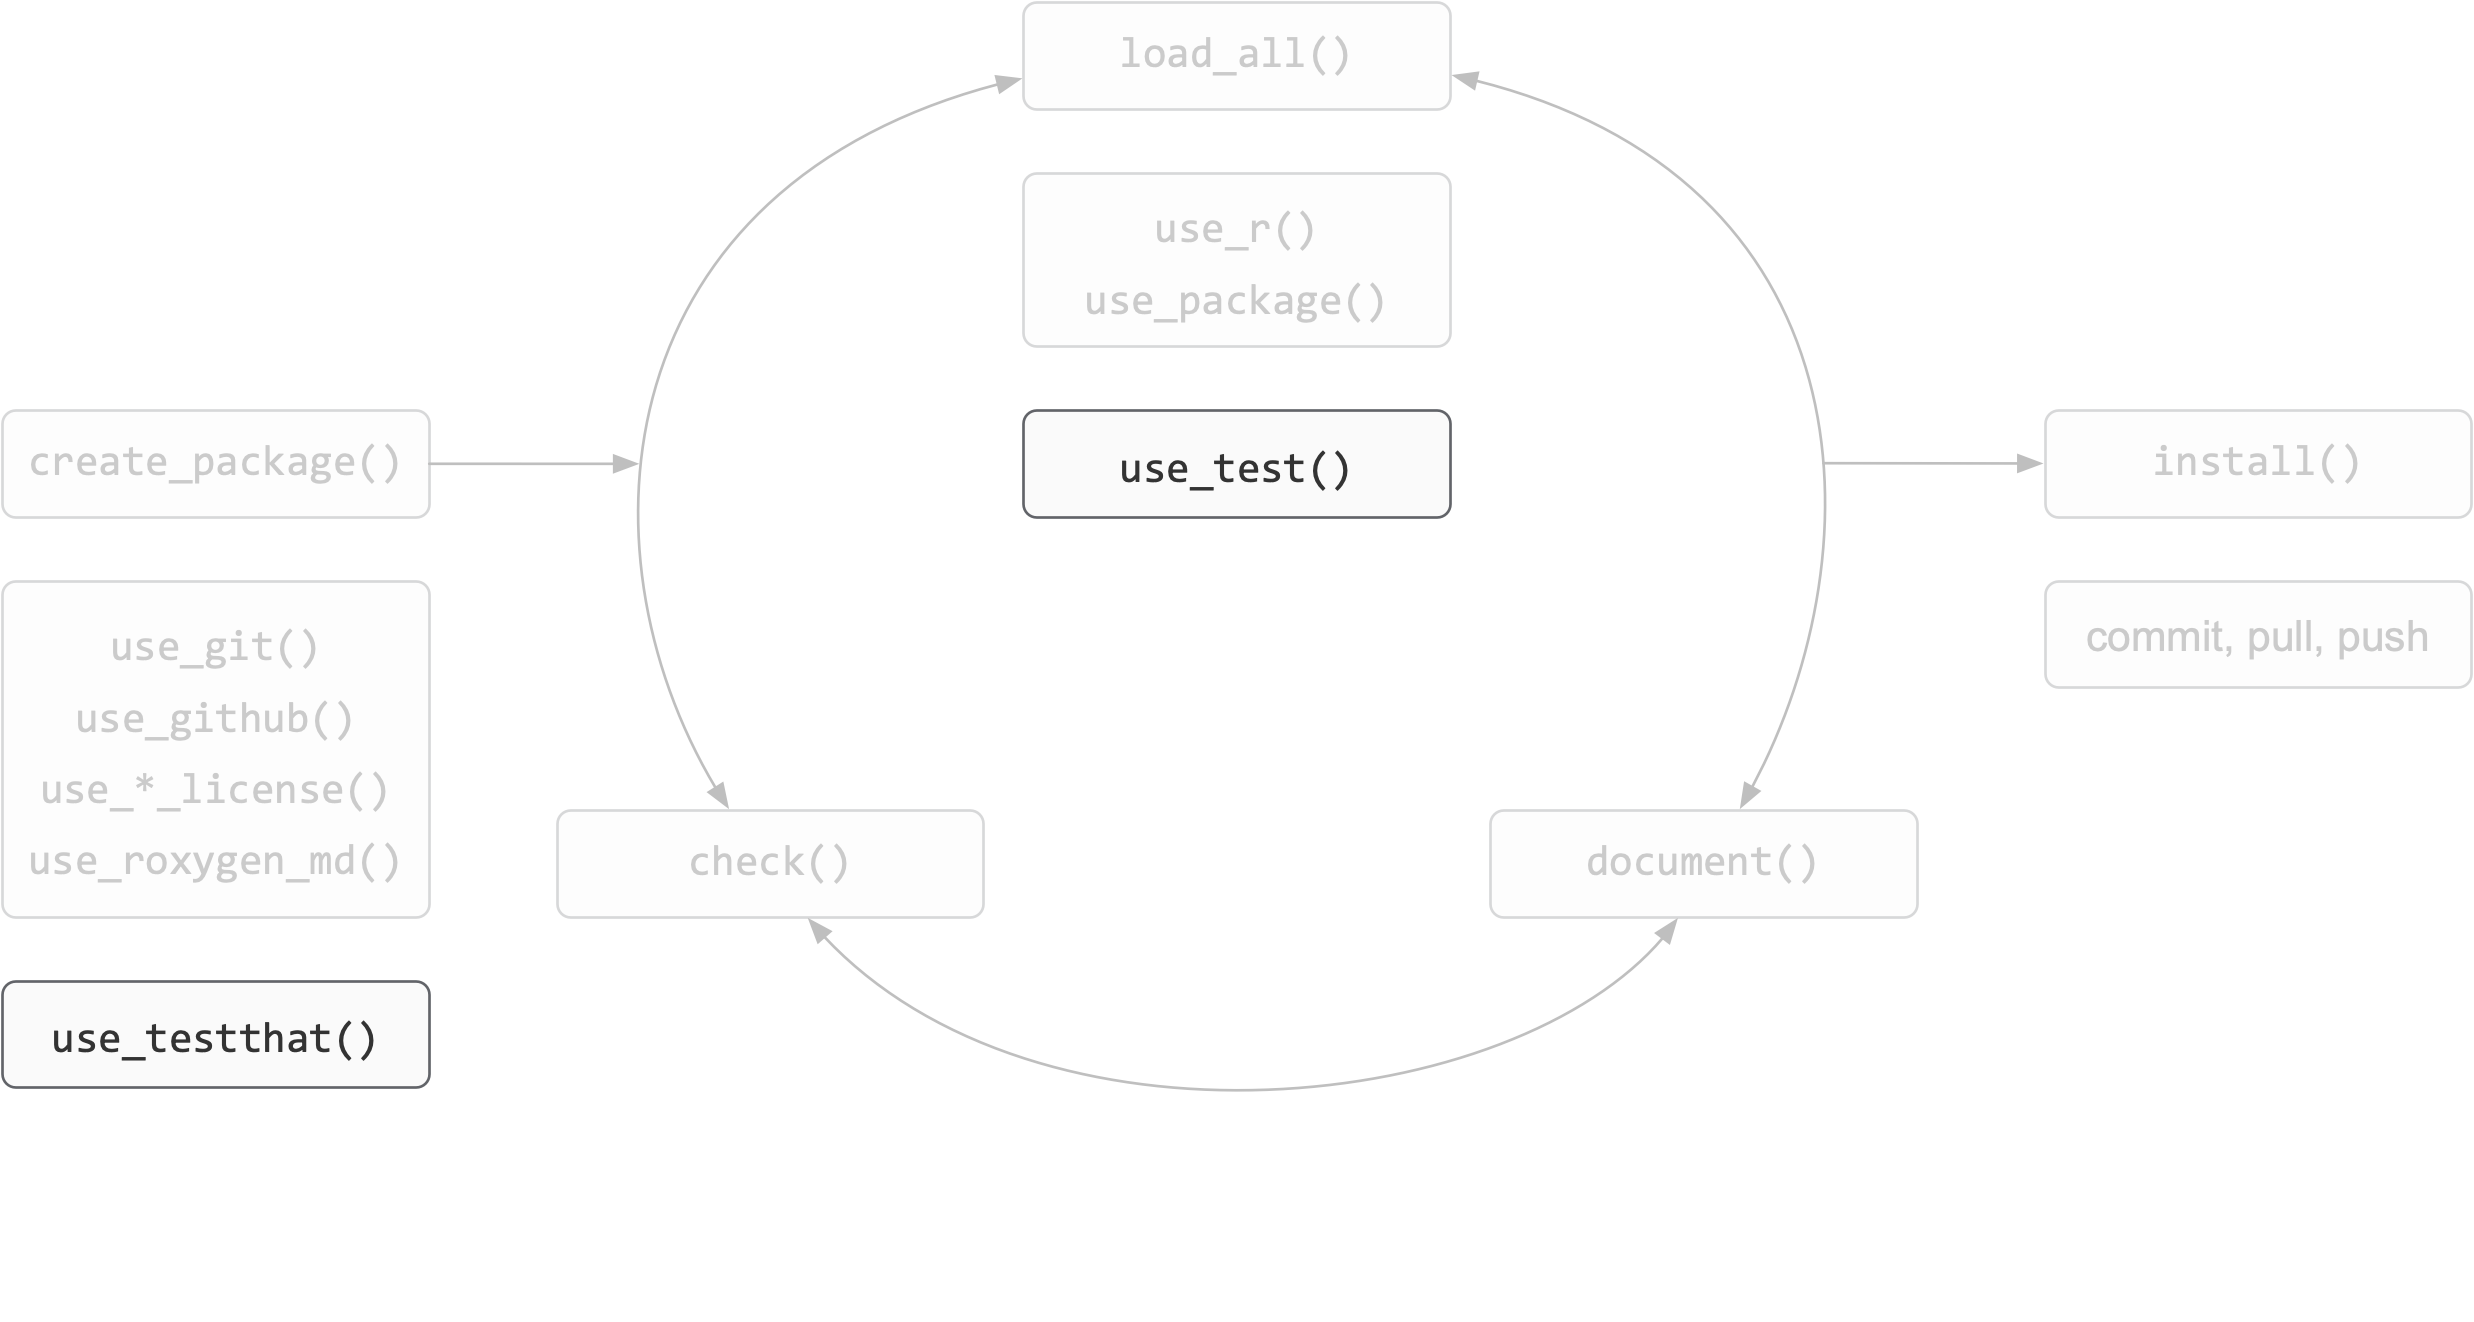 load_all()
use_r()
use_package()
create_package()
use_test()
install()
use_git()
use_github()
use_*_license()
use_roxygen_md()
commit, pull, push
check()
document()
use_testthat()